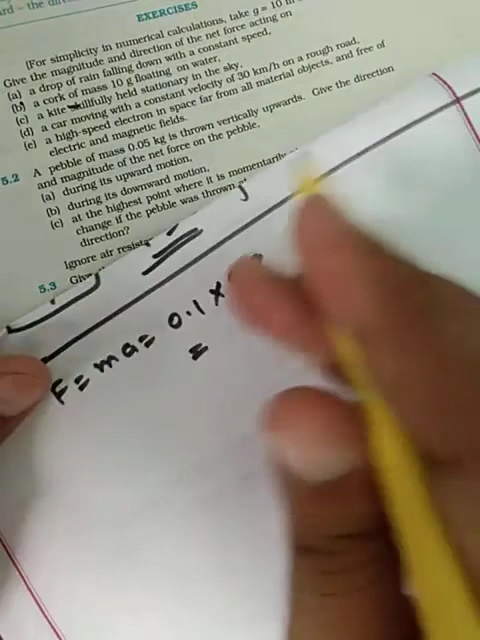 ard – the
EXERCISES
(For simplicity in numerical calculations, take g = 10 m
Give the magnitude and direction of the net force acting on
(a) a drop of rain falling down with a constant speed,
(b) a cork of mass 10 g floating on water,
(c) a kite skillfully held stationary in the sky,
(d) a car moving with a constant velocity of 30 km/h on a rough road,
(e) a high-speed electron in space far from all material objects, and free of
electric and magnetic fields.
5.2 A pebble of mass 0.05 kg is thrown vertically upwards. Give the direction
and magnitude of the net force on the pebble,
(a) during its upward motion,
(b) during its downward motion,
(c) at the highest point where it is momentarily
change if the pebble was thrown
direction?
Ignore air resista
5.3 Give
F = ma = 0.1 ×
=